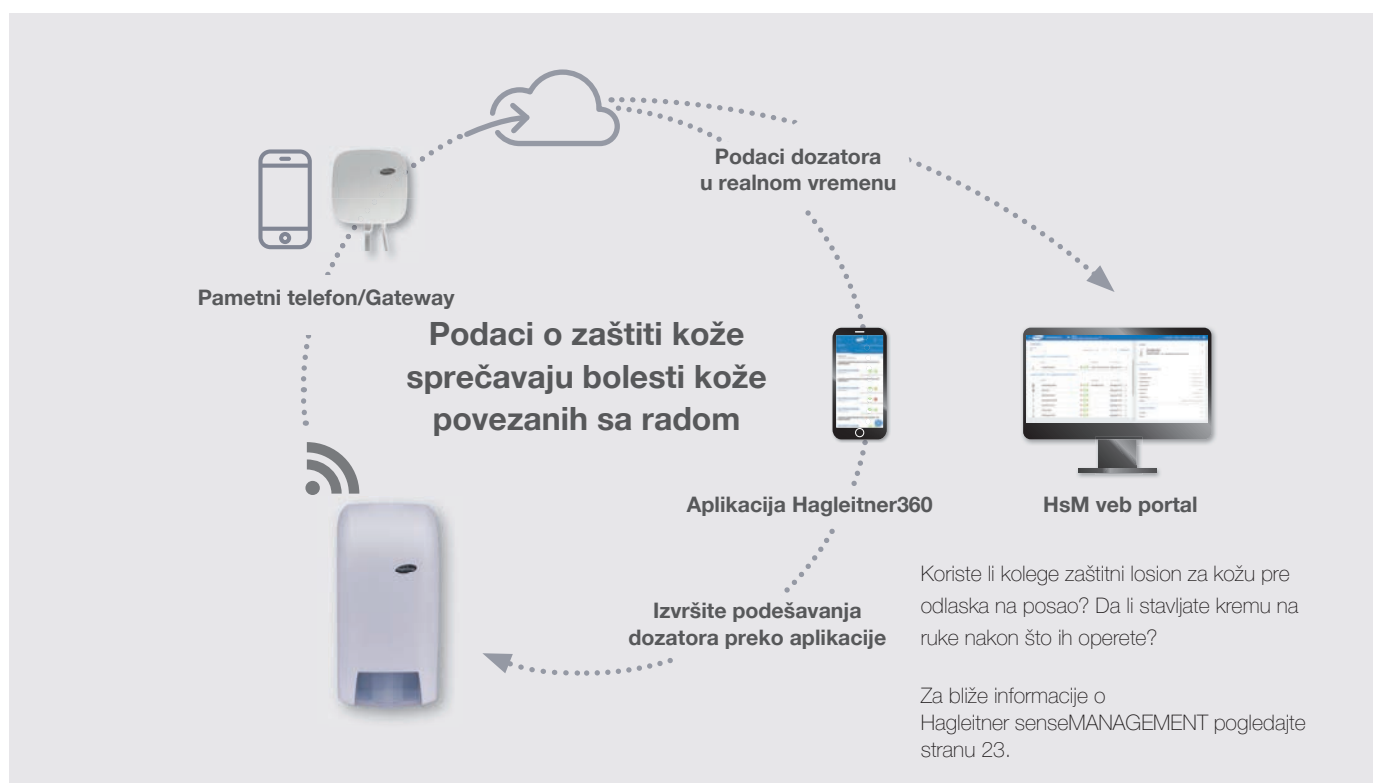 Podaci dozatora
u realnom vremenu
Pametni telefon/Gateway
Podaci o zaštiti kože
sprečavaju bolesti kože
povezanih sa radom
Aplikacija Hagleitner360
HsM veb portal
Izvršite podešavanja
dozatora preko aplikacije
Koriste li kolege zaštitni losion za kožu pre
odlaska na posao? Da li stavljate kremu na
ruke nakon što ih operete?
Za bliže informacije o
Hagleitner senseMANAGEMENT pogledajte
stranu 23.